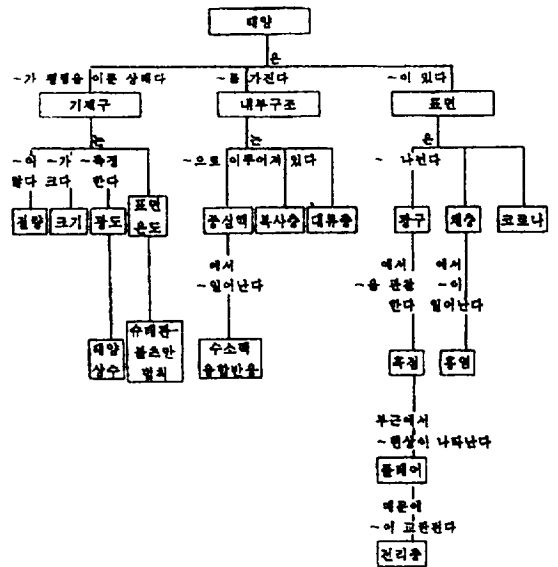 태양
은
~가 평형을 이룬 상태다 ~를 가진다 ~이 있다
기체구 내부구조 표면
는 는 은
~이 ~가 ~측정 ~으로 이루어져 있다 ~ 나뉜다
많다 크다 한다
질량 크기 광도 표면 중심핵 복사층 대류층 광구 채층 코로나
온도
에서 에서 에서
~일어난다 ~을 관찰 ~이
한다 일어난다
태양 슈테판- 수소핵 흑점 홍염
상수 볼츠만 융합반응
법칙
부근에서
~현상이 나타난다
플레어
때문에
~이 교란된다
전리층